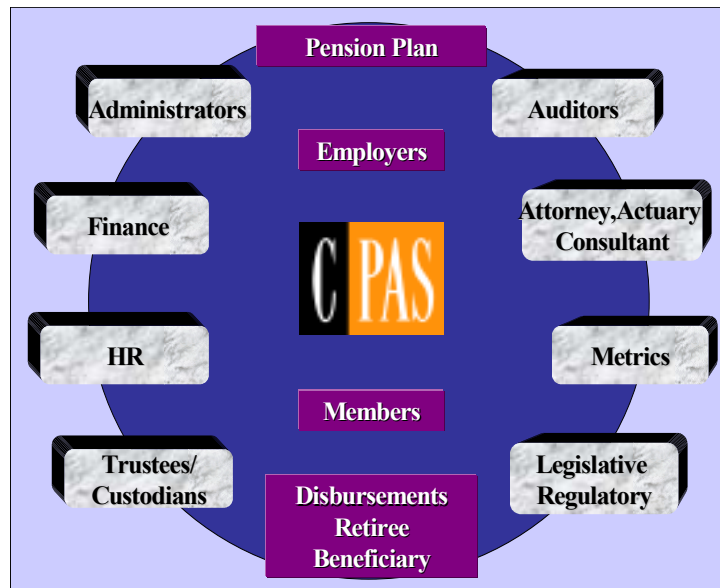 Pension Plan
Administrators
Auditors
Employers
Finance
Attorney,Actuary
Consultant
C PAS
HR
Metrics
Members
Trustees/
Custodians
Legislative
Regulatory
Disbursements
Retiree
Beneficiary